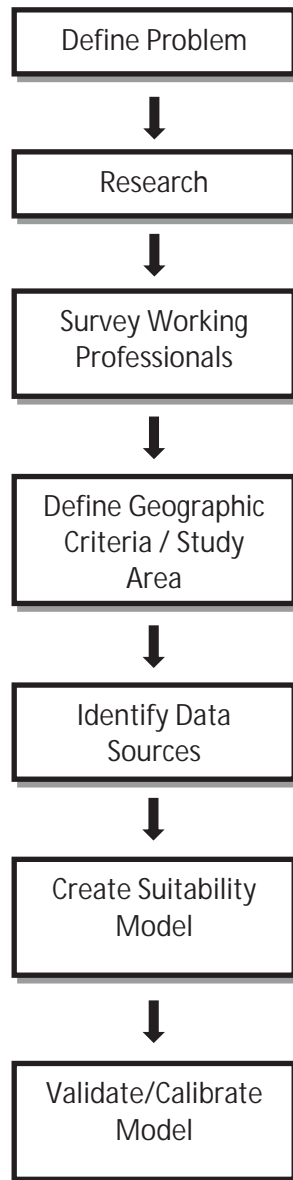 Define Problem
Research
Survey Working
Professionals
Define Geographic
Criteria / Study
Area
Identify Data
Sources
Create Suitability
Model
Validate/Calibrate
Model